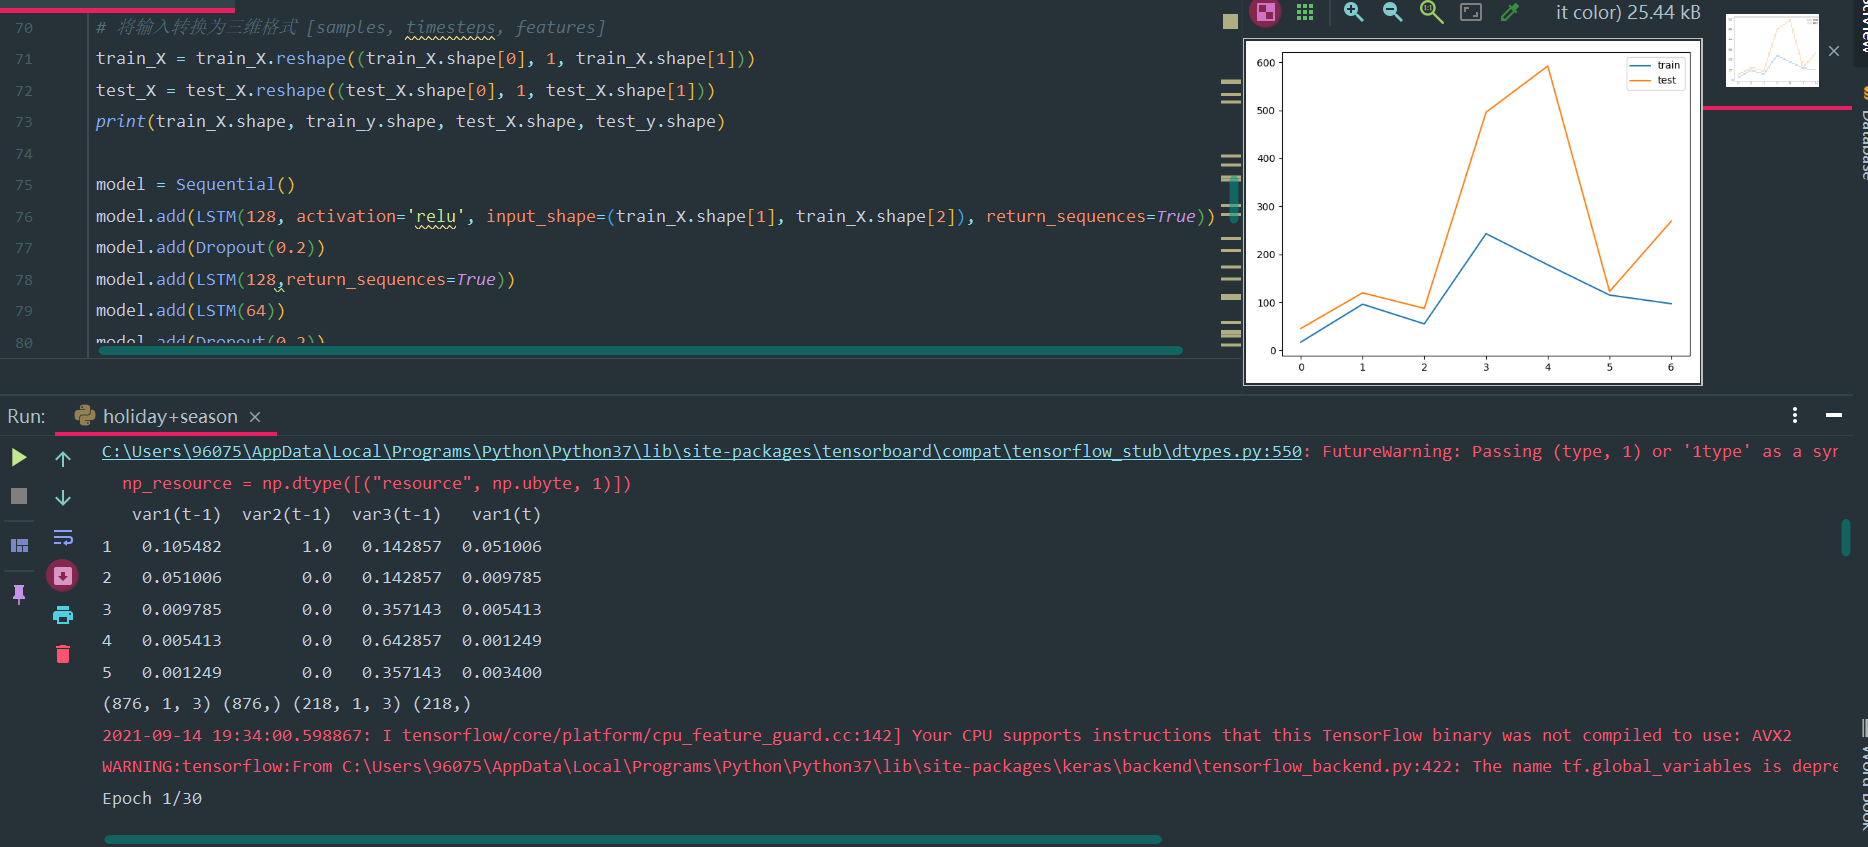 70 # 将输入转换为三维格式 [samples, timesteps, features]
71 train_X = train_X.reshape((train_X.shape[0], 1, train_X.shape[1]))
72 test_X = test_X.reshape((test_X.shape[0], 1, test_X.shape[1]))
73 print(train_X.shape, train_y.shape, test_X.shape, test_y.shape)
74
75 model = Sequential()
76 model.add(LSTM(128, activation='relu', input_shape=(train_X.shape[1], train_X.shape[2]), return_sequences=True))
77 model.add(Dropout(0.2))
78 model.add(LSTM(128,return_sequences=True))
79 model.add(LSTM(64))
80 model.add(Dropout(0.2))
it color) 25.44 kB
train
test
600
500
400
300
200
100
0
0 1 2 3 4 5 6
Database
Word Book
Run: holiday+season
C:\Users\96075\AppData\Local\Programs\Python\Python37\lib\site-packages\tensorboard\compat\tensorflow_stub\dtypes.py:550: FutureWarning: Passing (type, 1) or '1type' as a syn
np_resource = np.dtype([("resource", np.ubyte, 1)])
var1(t-1) var2(t-1) var3(t-1) var1(t)
1 0.105482 1.0 0.142857 0.051006
2 0.051006 0.0 0.142857 0.009785
3 0.009785 0.0 0.357143 0.005413
4 0.005413 0.0 0.642857 0.001249
5 0.001249 0.0 0.357143 0.003400
(876, 1, 3) (876,) (218, 1, 3) (218,)
2021-09-14 19:34:00.598867: I tensorflow/core/platform/cpu_feature_guard.cc:142] Your CPU supports instructions that this TensorFlow binary was not compiled to use: AVX2
WARNING:tensorflow:From C:\Users\96075\AppData\Local\Programs\Python\Python37\lib\site-packages\keras\backend\tensorflow_backend.py:422: The name tf.global_variables is depre
Epoch 1/30